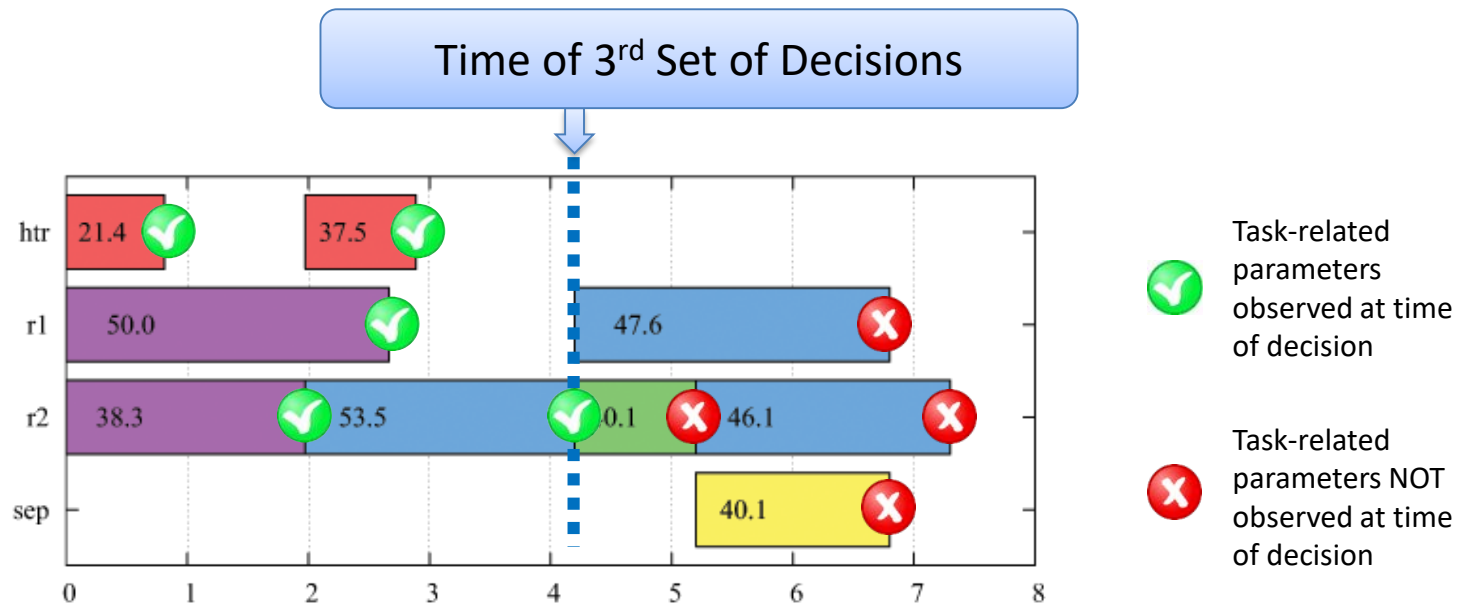 Time of 3rd Set of Decisions
htr
21.4
37.5
r1
50.0
47.6
r2
38.3
53.5
0.1
46.1
sep
40.1
0 1 2 3 4 5 6 7 8
Task-related
parameters
observed at time
of decision
Task-related
parameters NOT
observed at time
of decision